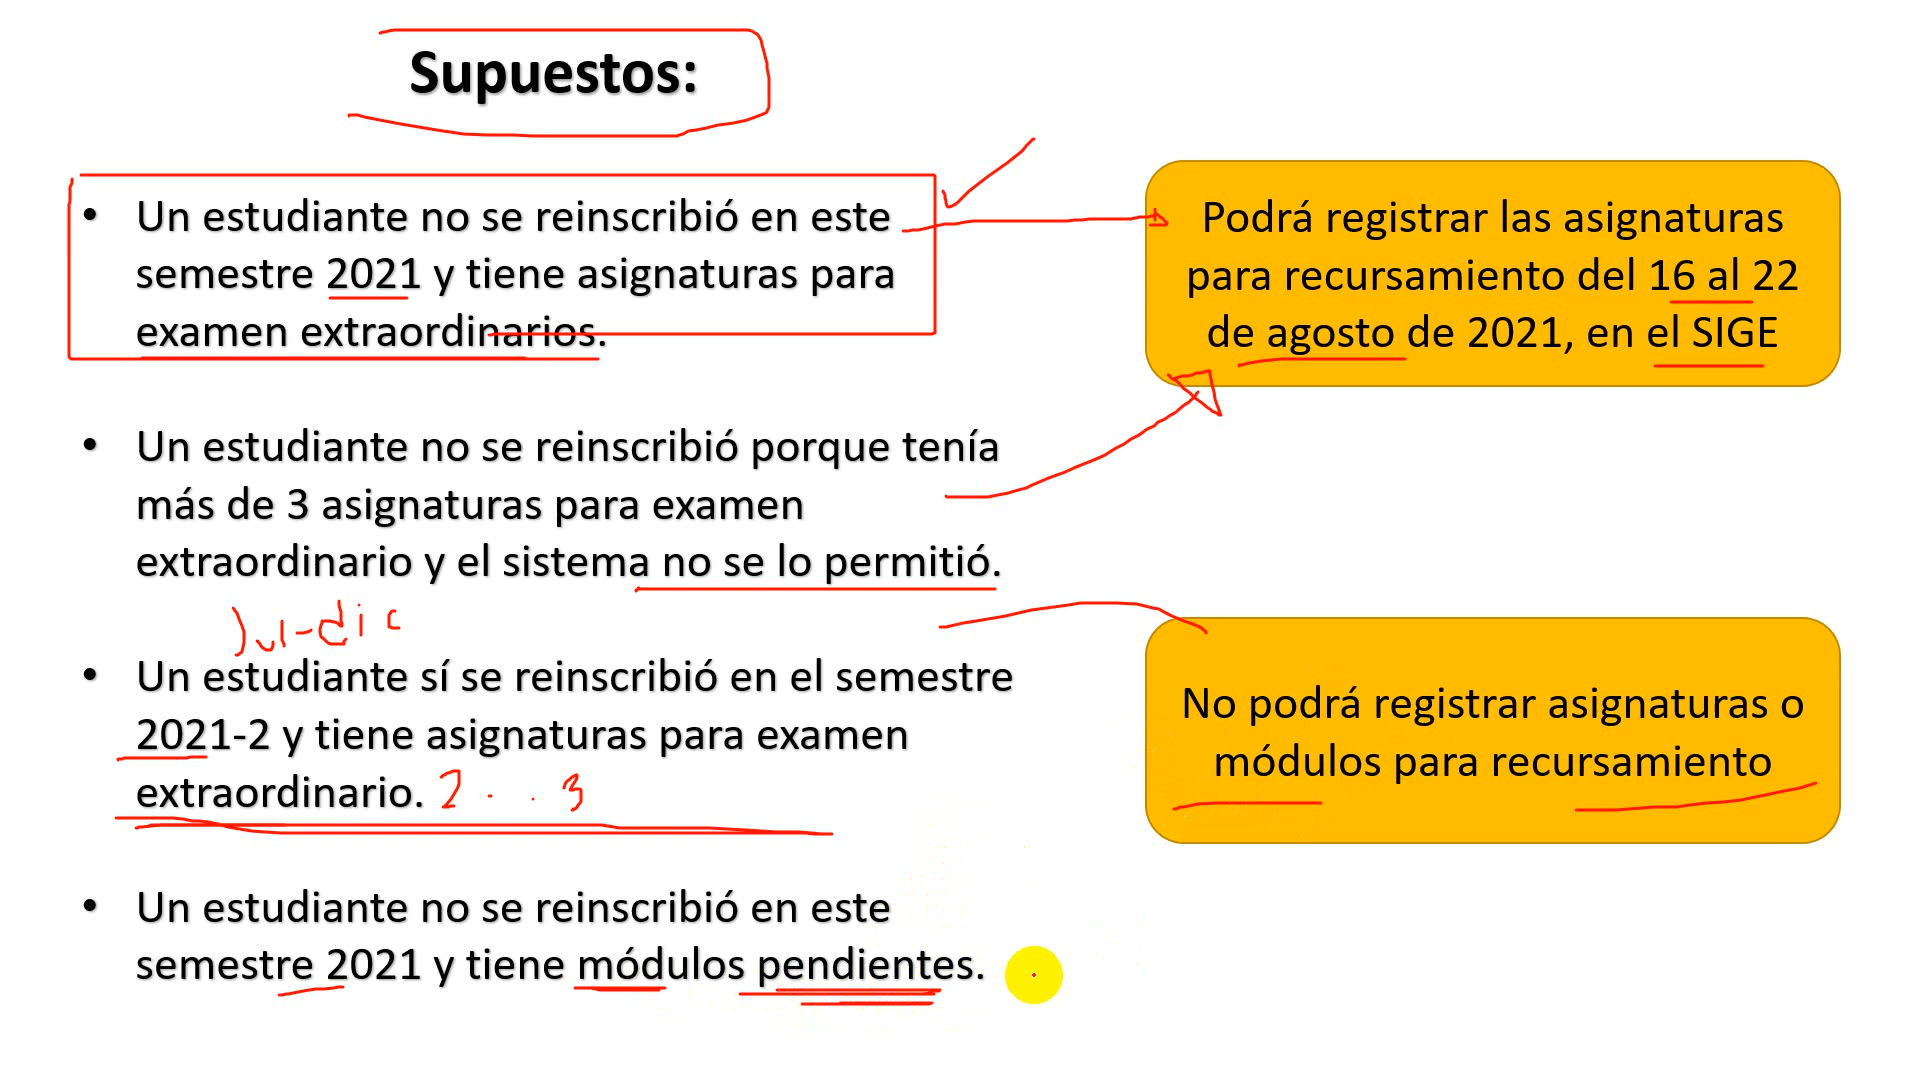 Supuestos:
• Un estudiante no se reinscribió en este
semestre 2021 y tiene asignaturas para
examen extraordinarios.
Podrá registrar las asignaturas
para recursamiento del 16 al 22
de agosto de 2021, en el SIGE
• Un estudiante no se reinscribió porque tenía
más de 3 asignaturas para examen
extraordinario y el sistema no se lo permitió.
Jul-dic
• Un estudiante sí se reinscribió en el semestre
2021-2 y tiene asignaturas para examen
extraordinario. 2 . . 3
No podrá registrar asignaturas o
módulos para recursamiento
• Un estudiante no se reinscribió en este
semestre 2021 y tiene módulos pendientes.